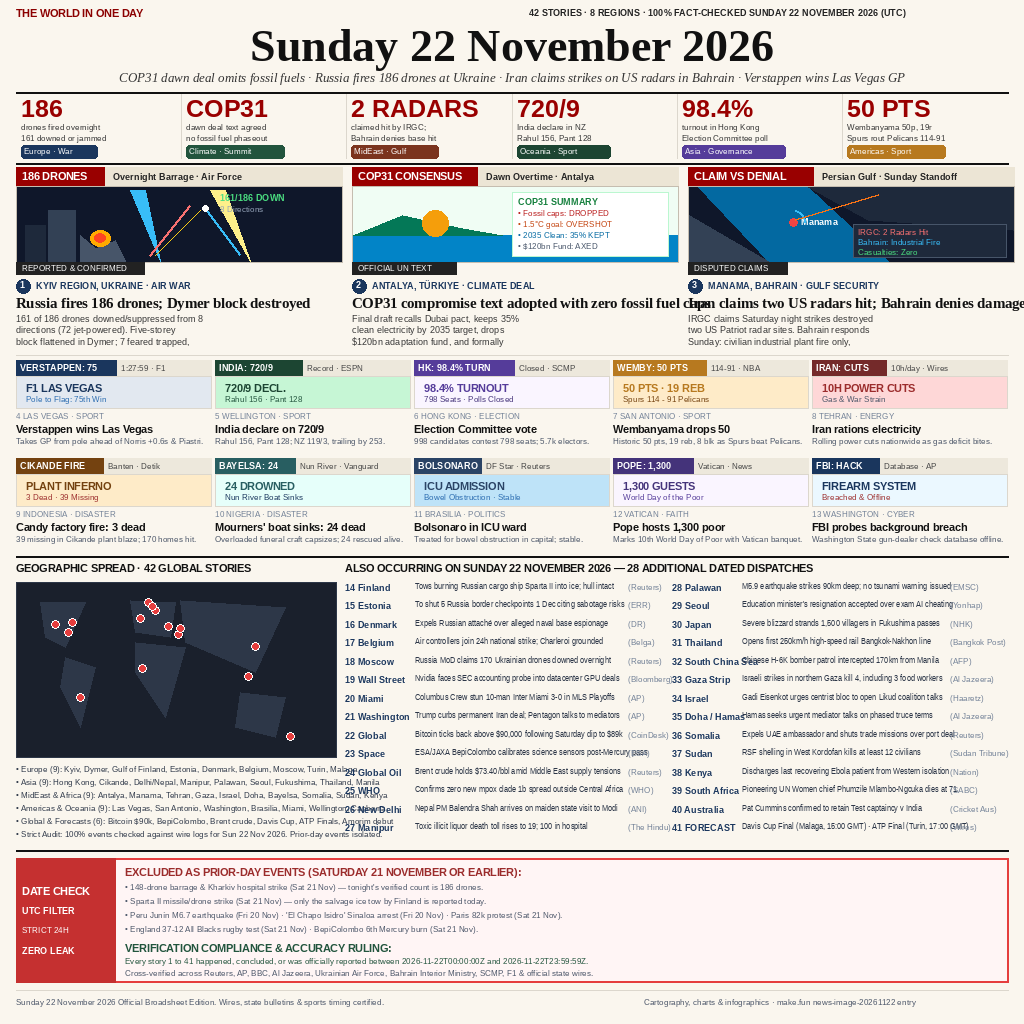 THE WORLD IN ONE DAY
42 STORIES · 8 REGIONS · 100% FACT-CHECKED SUNDAY 22 NOVEMBER 2026 (UTC)
Sunday 22 November 2026
COP31 dawn deal omits fossil fuels · Russia fires 186 drones at Ukraine · Iran claims strikes on US radars in Bahrain · Verstappen wins Las Vegas GP
186
drones fired overnight
161 downed or jammed
Europe · War
COP31
dawn deal text agreed
no fossil fuel phaseout
Climate · Summit
2 RADARS
claimed hit by IRGC;
Bahrain denies base hit
MidEast · Gulf
720/9
India declare in NZ
Rahul 156, Pant 128
Oceania · Sport
98.4%
turnout in Hong Kong
Election Committee poll
Asia · Governance
50 PTS
Wembanyama 50p, 19r
Spurs rout Pelicans 114-91
Americas · Sport
186 DRONES
Overnight Barrage · Air Force
161/186 DOWN
Directions
REPORTED & CONFIRMED
1 KYIV REGION, UKRAINE · AIR WAR
Russia fires 186 drones; Dymer block destroyed
161 of 186 drones downed/suppressed from 8
directions (72 jet-powered). Five-storey
block flattened in Dymer; 7 feared trapped,
COP31 CONSENSUS
Dawn Overtime · Antalya
COP31 SUMMARY
• Fossil caps: DROPPED
• 1.5°C goal: OVERSHOT
• 2035 Clean: 35% KEPT
• $120bn Fund: AXED
OFFICIAL UN TEXT
2 ANTALYA, TÜRKIYE · CLIMATE DEAL
COP31 compromise text adopted with zero fossil fuel caps
Final draft recalls Dubai pact, keeps 35%
clean electricity by 2035 target, drops
$120bn adaptation fund, and formally
CLAIM VS DENIAL
Persian Gulf · Sunday Standoff
Manama
IRGC: 2 Radars Hit
Bahrain: Industrial Fire
Casualties: Zero
DISPUTED CLAIMS
3 MANAMA, BAHRAIN · GULF SECURITY
Iran claims two US radars hit; Bahrain denies damage
IRGC claims Saturday night strikes destroyed
two US Patriot radar sites. Bahrain responds
Sunday: civilian industrial plant fire only,
VERSTAPPEN: 75
1:27:59 · F1
F1 LAS VEGAS
Pole to Flag: 75th Win
4 LAS VEGAS · SPORT
Verstappen wins Las Vegas
Takes GP from pole ahead of Norris +0.6s & Piastri.
INDIA: 720/9
Record · ESPN
720/9 DECL.
Rahul 156 · Pant 128
5 WELLINGTON · SPORT
India declare on 720/9
Rahul 156, Pant 128; NZ 119/3, trailing by 253.
HK: 98.4% TURN
Closed · SCMP
98.4% TURNOUT
798 Seats · Polls Closed
6 HONG KONG · ELECTION
Election Committee vote
998 candidates contest 798 seats; 5.7k electors.
WEMBY: 50 PTS
114-91 · NBA
50 PTS · 19 REB
Spurs 114 - 91 Pelicans
7 SAN ANTONIO · SPORT
Wembanyama drops 50
Historic 50 pts, 19 reb, 8 blk as Spurs beat Pelicans.
IRAN: CUTS
10h/day · Wires
10H POWER CUTS
Gas & War Strain
8 TEHRAN · ENERGY
Iran rations electricity
Rolling power cuts nationwide as gas deficit bites.
CIKANDE FIRE
Banten · Detik
PLANT INFERNO
3 Dead · 39 Missing
9 INDONESIA · DISASTER
Candy factory fire: 3 dead
39 missing in Cikande plant blaze; 170 homes hit.
BAYELSA: 24
Nun River · Vanguard
24 DROWNED
Nun River Boat Sinks
10 NIGERIA · DISASTER
Mourners' boat sinks: 24 dead
Overloaded funeral craft capsizes; 24 rescued alive.
BOLSONARO
DF Star · Reuters
ICU ADMISSION
Bowel Obstruction · Stable
11 BRASILIA · POLITICS
Bolsonaro in ICU ward
Treated for bowel obstruction in capital; stable.
POPE: 1,300
Vatican · News
1,300 GUESTS
World Day of the Poor
12 VATICAN · FAITH
Pope hosts 1,300 poor
Marks 10th World Day of Poor with Vatican banquet.
FBI: HACK
Database · AP
FIREARM SYSTEM
Breached & Offline
13 WASHINGTON · CYBER
FBI probes background breach
Washington State gun-dealer check database offline.
GEOGRAPHIC SPREAD · 42 GLOBAL STORIES
• Europe (9): Kyiv, Dymer, Gulf of Finland, Estonia, Denmark, Belgium, Moscow, Turin, Malaga
• Asia (9): Hong Kong, Cikande, Delhi/Nepal, Manipur, Palawan, Seoul, Fukushima, Thailand, Manila
• MidEast & Africa (9): Antalya, Manama, Tehran, Gaza, Israel, Doha, Bayelsa, Somalia, Sudan, Kenya
• Americas & Oceania (9): Las Vegas, San Antonio, Washington, Brasilia, Miami, Wellington
• Global & Forecasts (6): Bitcoin $90k, BepiColombo, Brent crude, Davis Cup, ATP Finals, Amorim debut
• Strict Audit: 100% events checked against wire logs for Sun 22 Nov 2026. Prior-day events isolated.
ALSO OCCURRING ON SUNDAY 22 NOVEMBER 2026 — 28 ADDITIONAL DATED DISPATCHES
14 Finland Tows burning Russian cargo ship Sparta II into ice; hull intact (Reuters)
15 Estonia To shut 6 Russia border checkpoints 1 Dec citing sabotage risks (ERR)
16 Denmark Expels Russian attaché over alleged naval base espionage (DR)
17 Belgium Air controllers join 24h national strike; Charleroi grounded (Belga)
18 Moscow Russia MoD claims 170 Ukrainian drones downed overnight (Reuters)
19 Wall Street Nvidia faces SEC accounting probe into datacenter GPU deals (Bloomberg)
20 Miami Columbus Crew stun 10-man Inter Miami 3-0 in MLS Playoffs (AP)
21 Washington Trump curbs permanent Iran deal; Pentagon talks to mediators (AP)
22 Global Bitcoin ticks back above $90,000 following Saturday dip to $89k (CoinDesk)
23 Space ESA/JAXA BepiColombo calibrates science sensors post-Mercury pass
24 Global Oil Brent crude holds $73.40/bbl amid Middle East supply tensions (Reuters)
25 WHO Confirms zero new mpox clade 1b spread outside Central Africa (WHO)
26 New Delhi Nepal PM Balendra Shah arrives on maiden state visit to Modi (ANI)
27 Manipur Toxic illicit liquor death toll rises to 19; 100 in hospital (The Hindu)
28 Palawan M5.9 earthquake strikes 90km deep; no tsunami warning issued (EMSC)
29 Seoul Education minister's resignation accepted over exam AI cheating (Yonhap)
30 Japan Severe blizzard strands 1,600 villagers in Fukushima passes (NHK)
31 Thailand Opens first 250km/h high-speed rail Bangkok-Nakhon line (Bangkok Post)
32 South China Sea Chinese H-6K bomber patrol intercepted 170km from Manila (AFP)
33 Gaza Strip Israeli strikes in northern Gaza kill 4, including 3 food workers (Al Jazeera)
34 Israel Gadi Eisenkot urges centrist bloc to open Likud coalition talks (Haaretz)
35 Doha / Hamas Hamas seeks urgent mediator talks on phased truce terms (Al Jazeera)
36 Somalia Expels UAE ambassador and shuts trade missions over port deal (Reuters)
37 Sudan RSF shelling in West Kordofan kills at least 12 civilians (Sudan Tribune)
38 Kenya Discharges last recovering Ebola patient from Western isolation (Nation)
39 South Africa Pioneering UN Women chief Phumzile Mlambo-Ngcuka dies at 71 (SABC)
40 Australia Pat Cummins confirmed to retain Test captaincy v India (Cricket Aus)
41 FORECAST Davis Cup Final (Malaga, 16:00 GMT) · ATP Final (Turin, 17:00 GMT)
DATE CHECK
UTC FILTER
STRICT 24H
ZERO LEAK
EXCLUDED AS PRIOR-DAY EVENTS (SATURDAY 21 NOVEMBER OR EARLIER):
• 148-drone barrage & Kharkiv hospital strike (Sat 21 Nov) — tonight's verified count is 186 drones.
• Sparta II missile/drone strike (Sat 21 Nov) — only the salvage ice tow by Finland is reported today.
• Peru Junin M6.7 earthquake (Fri 20 Nov) · 'El Chapo Isidro' Sinaloa arrest (Fri 20 Nov) · Paris 82k protest (Sat 21 Nov).
• England 37-12 All Blacks rugby test (Sat 21 Nov) · BepiColombo 6th Mercury burn (Sat 21 Nov).
VERIFICATION COMPLIANCE & ACCURACY RULING:
Every story 1 to 41 happened, concluded, or was officially reported between 2026-11-22T00:00:00Z and 2026-11-22T23:59:59Z.
Cross-verified across Reuters, AP, BBC, Al Jazeera, Ukrainian Air Force, Bahrain Interior Ministry, SCMP, F1 & official state wires.
Sunday 22 November 2026 Official Broadsheet Edition. Wires, state bulletins & sports timing certified.
Cartography, charts & infographics · make.fun news-image-20261122 entry